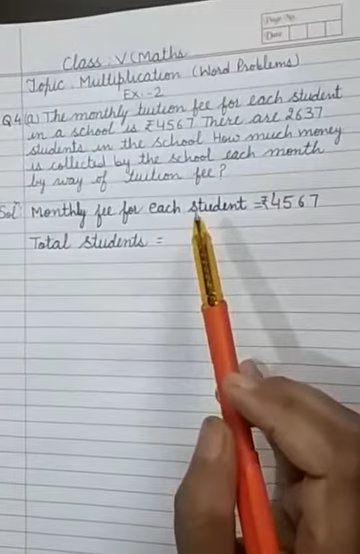 Page No.
Date
Class: V (Maths
Topic: Multiplication (Word Problems)
Ex.-2
Q4 (a) The monthly tuition fee for each student
in a school is ₹4567. There are 2637
students in the school. How much money
is collected by the school each month
by way of tuition fee?
Solⁿ Monthly fee for each student = ₹4567
Total students =